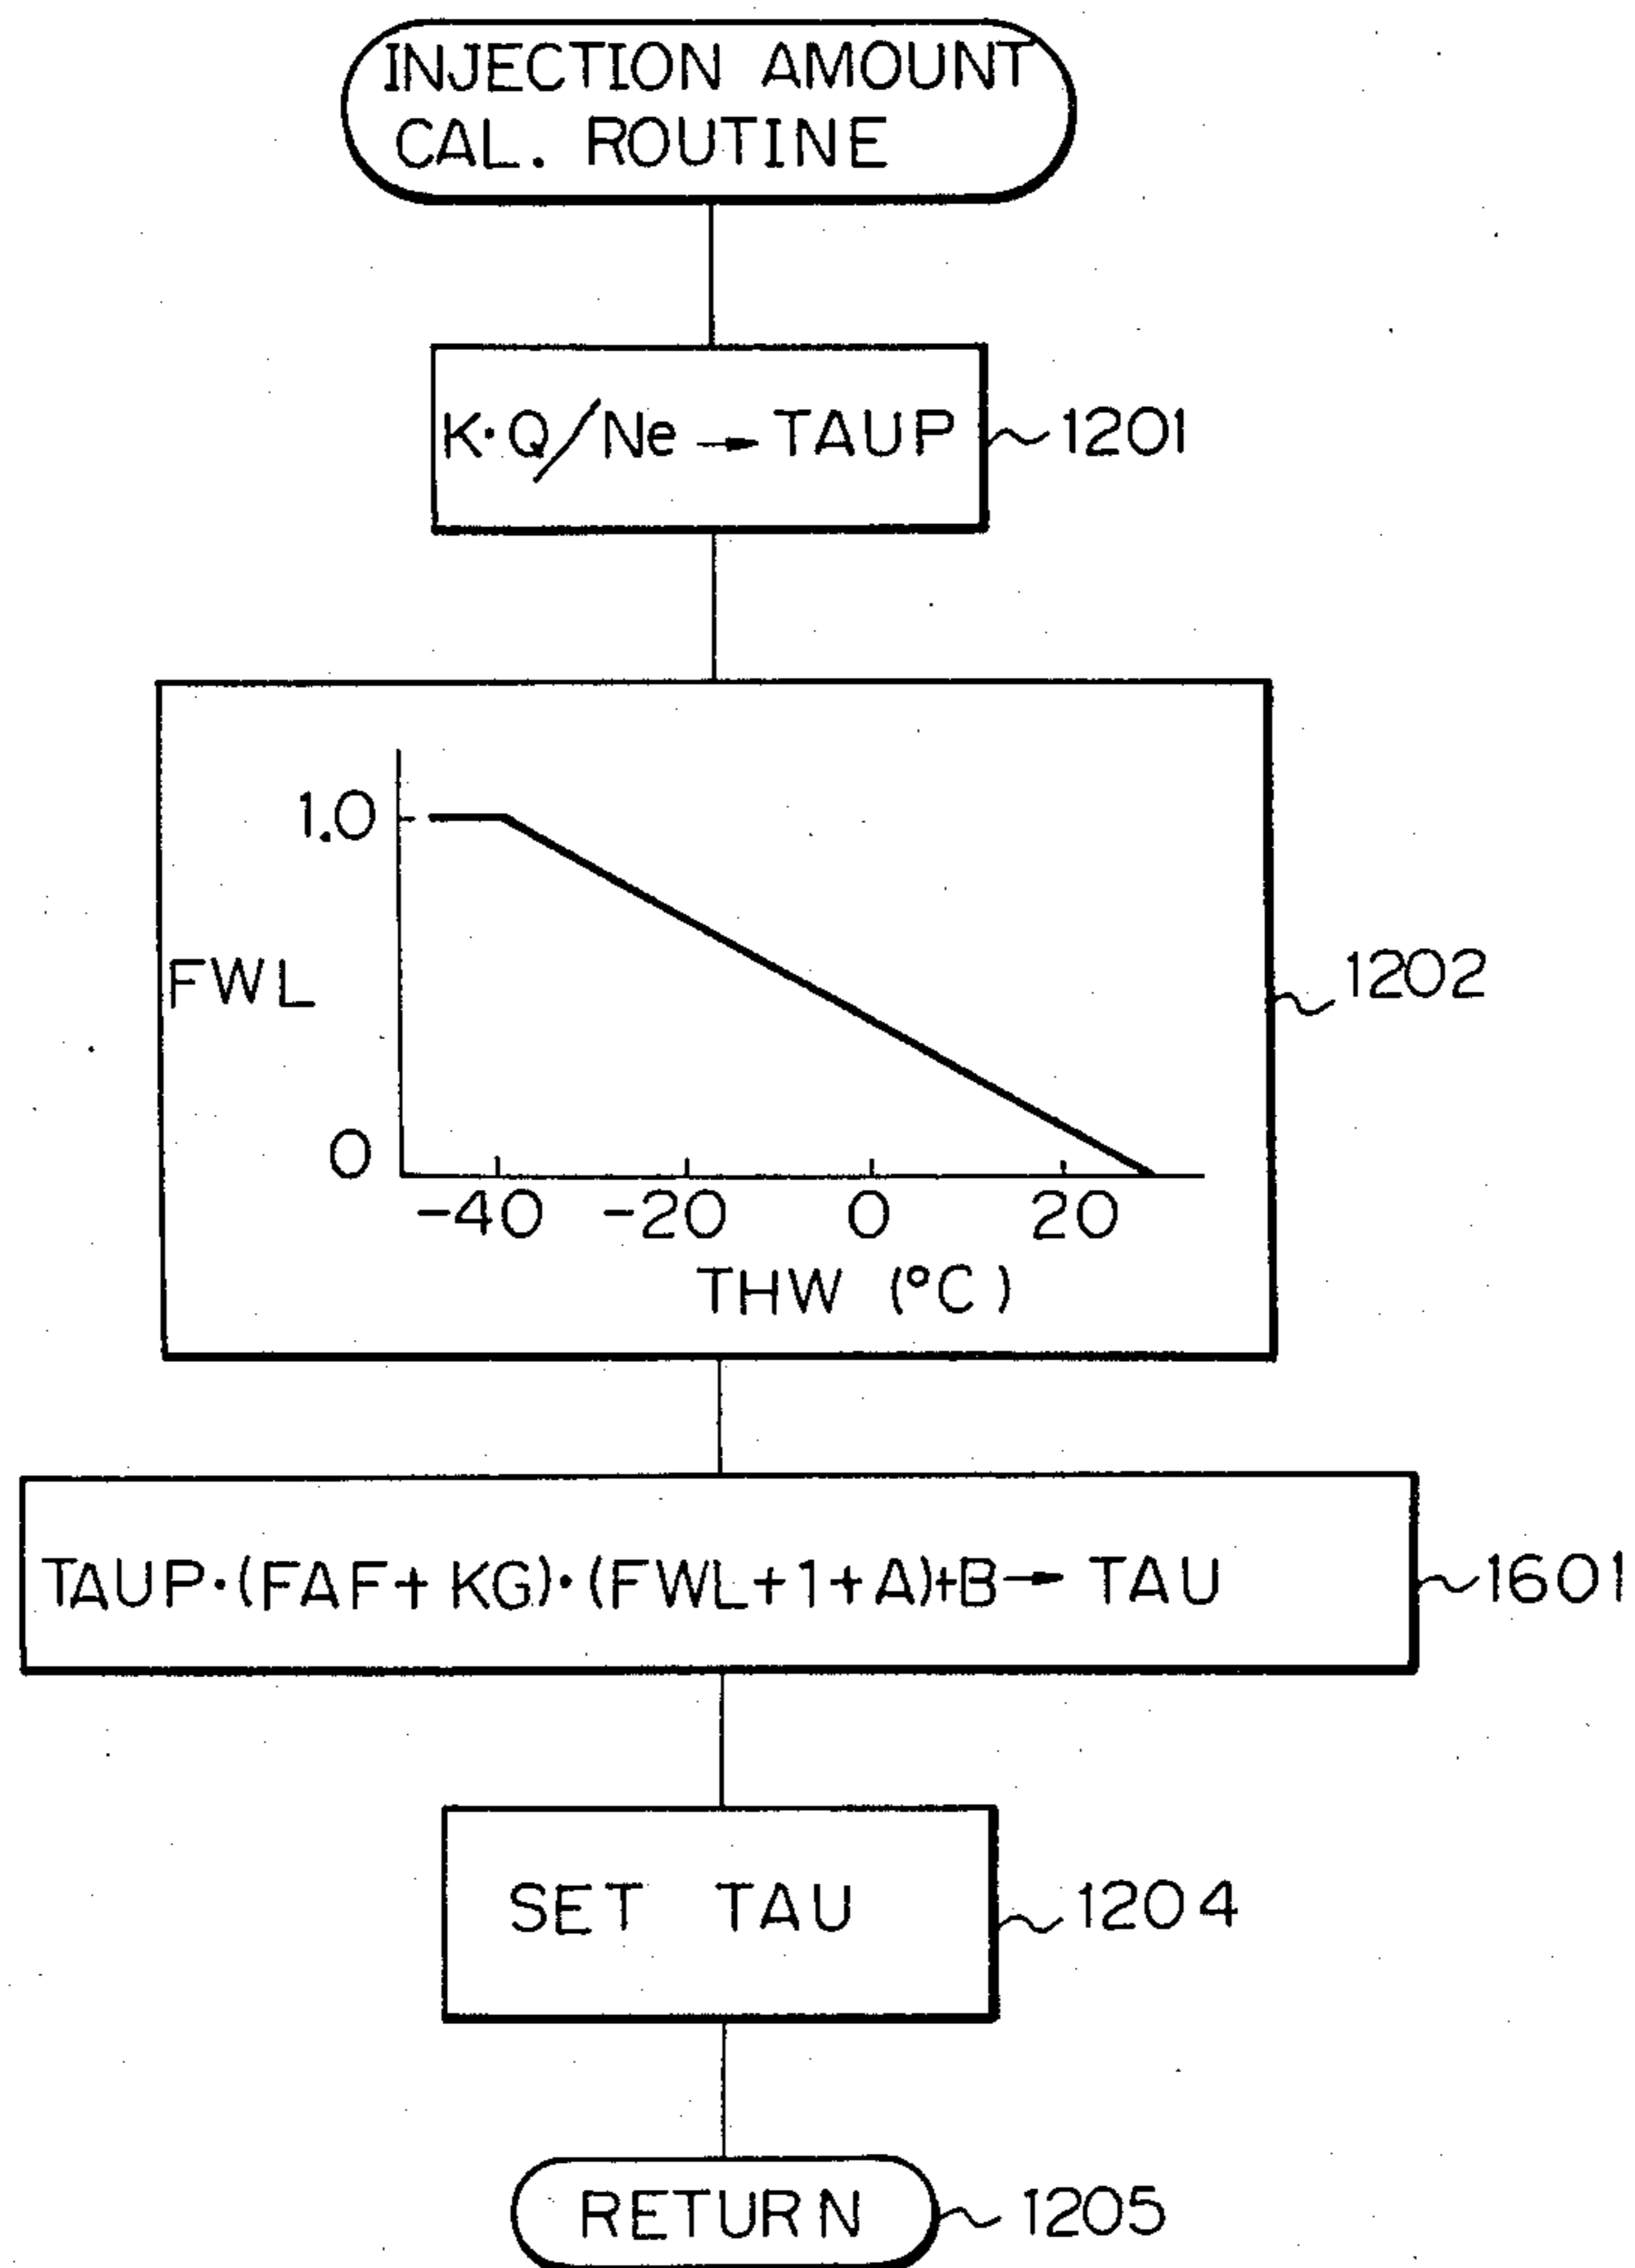 INJECTION AMOUNT
CAL. ROUTINE
K·Q/Ne → TAUP
1201
1.0
FWL
1202
0
-40 -20 0 20
THW (°C)
TAUP·(FAF+KG)·(FWL+1+A)+B → TAU
1601
SET TAU
1204
RETURN
1205